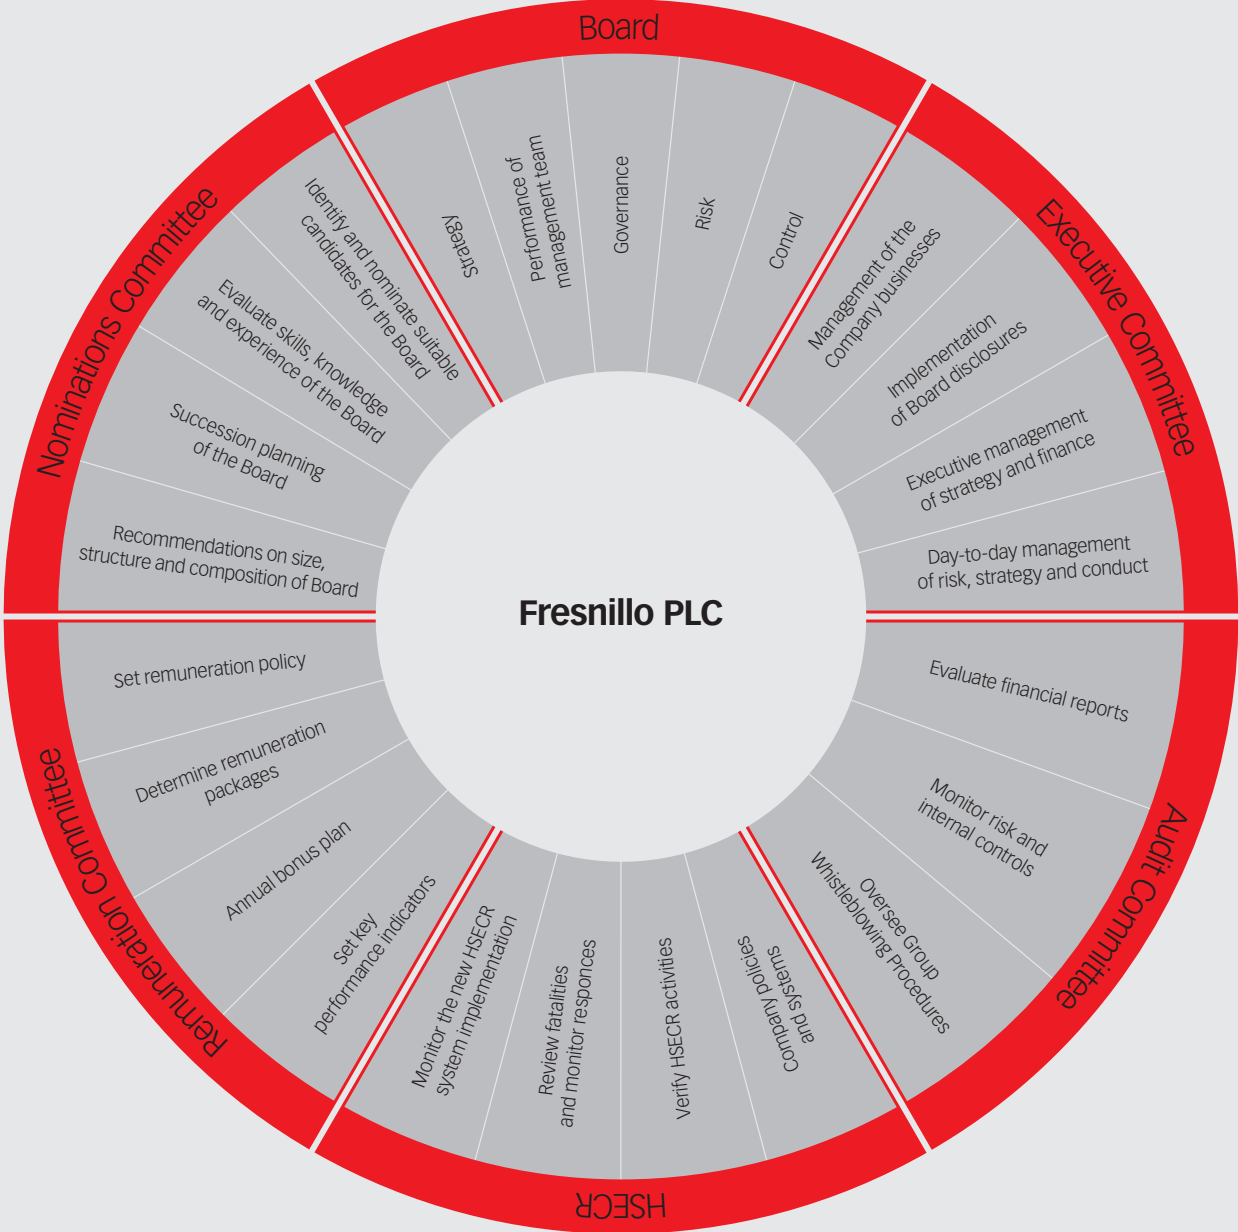 Board
Strategy
Performance of
management team
Governance
Risk
Control
Executive Committee
Management of the
Company businesses
Implementation
of Board disclosures
Executive management
of strategy and finance
Day-to-day management
of risk, strategy and conduct
Audit Committee
Evaluate financial reports
Monitor risk and
internal controls
Oversee Group
Whistleblowing Procedures
HSECR
Company policies
and systems
Verify HSECR activities
Review fatalities
and monitor responces
Monitor the new HSECR
system implementation
Remuneration Committee
Set key
performance indicators
Annual bonus plan
Determine remuneration
packages
Set remuneration policy
Nominations Committee
Recommendations on size,
structure and composition of Board
Succession planning
of the Board
Evaluate skills, knowledge
and experience of the Board
Identify and nominate suitable
candidates for the Board
Fresnillo PLC